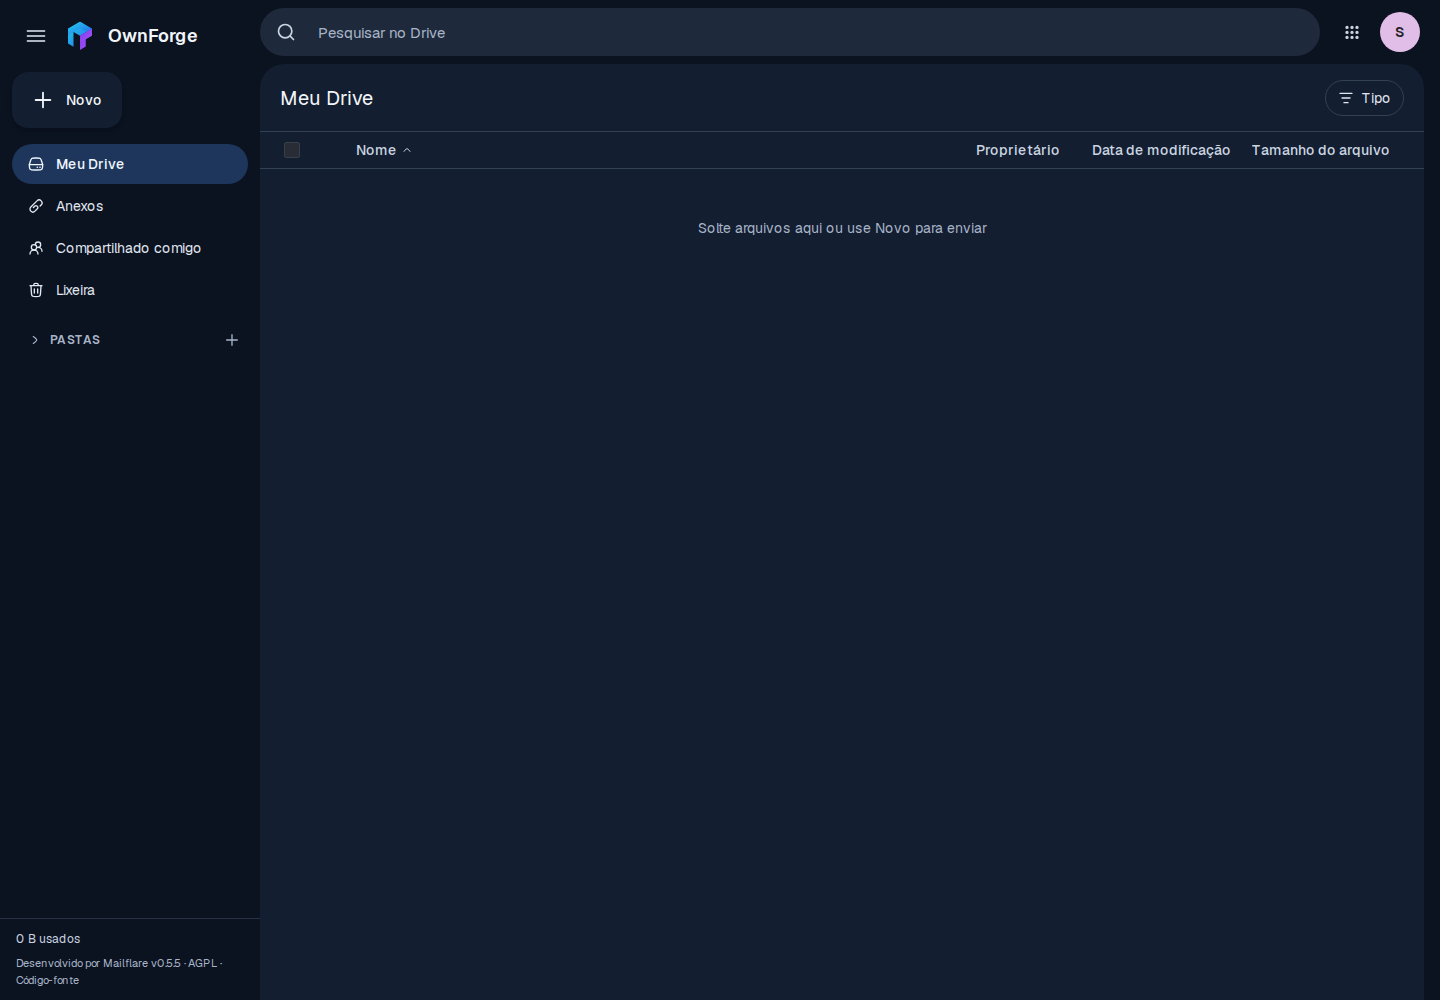 OwnForge
Pesquisar no Drive
S
Novo
Meu Drive
Anexos
Compartilhado comigo
Lixeira
PASTAS
Meu Drive
Tipo
Nome
Proprietário
Data de modificação
Tamanho do arquivo
Solte arquivos aqui ou use Novo para enviar
0 B usados
Desenvolvido por Mailflare v0.5.5 · AGPL ·
Código-fonte